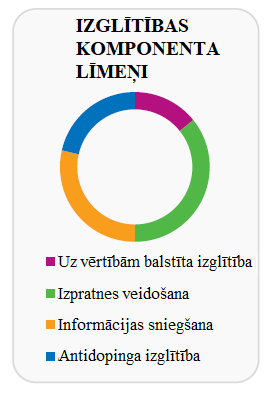 IZGLĪTĪBAS
KOMPONENTA
LĪMEŅI
Uz vērtībām balstīta izglītība
Izpratnes veidošana
Informācijas sniegšana
Antidopinga izglītība